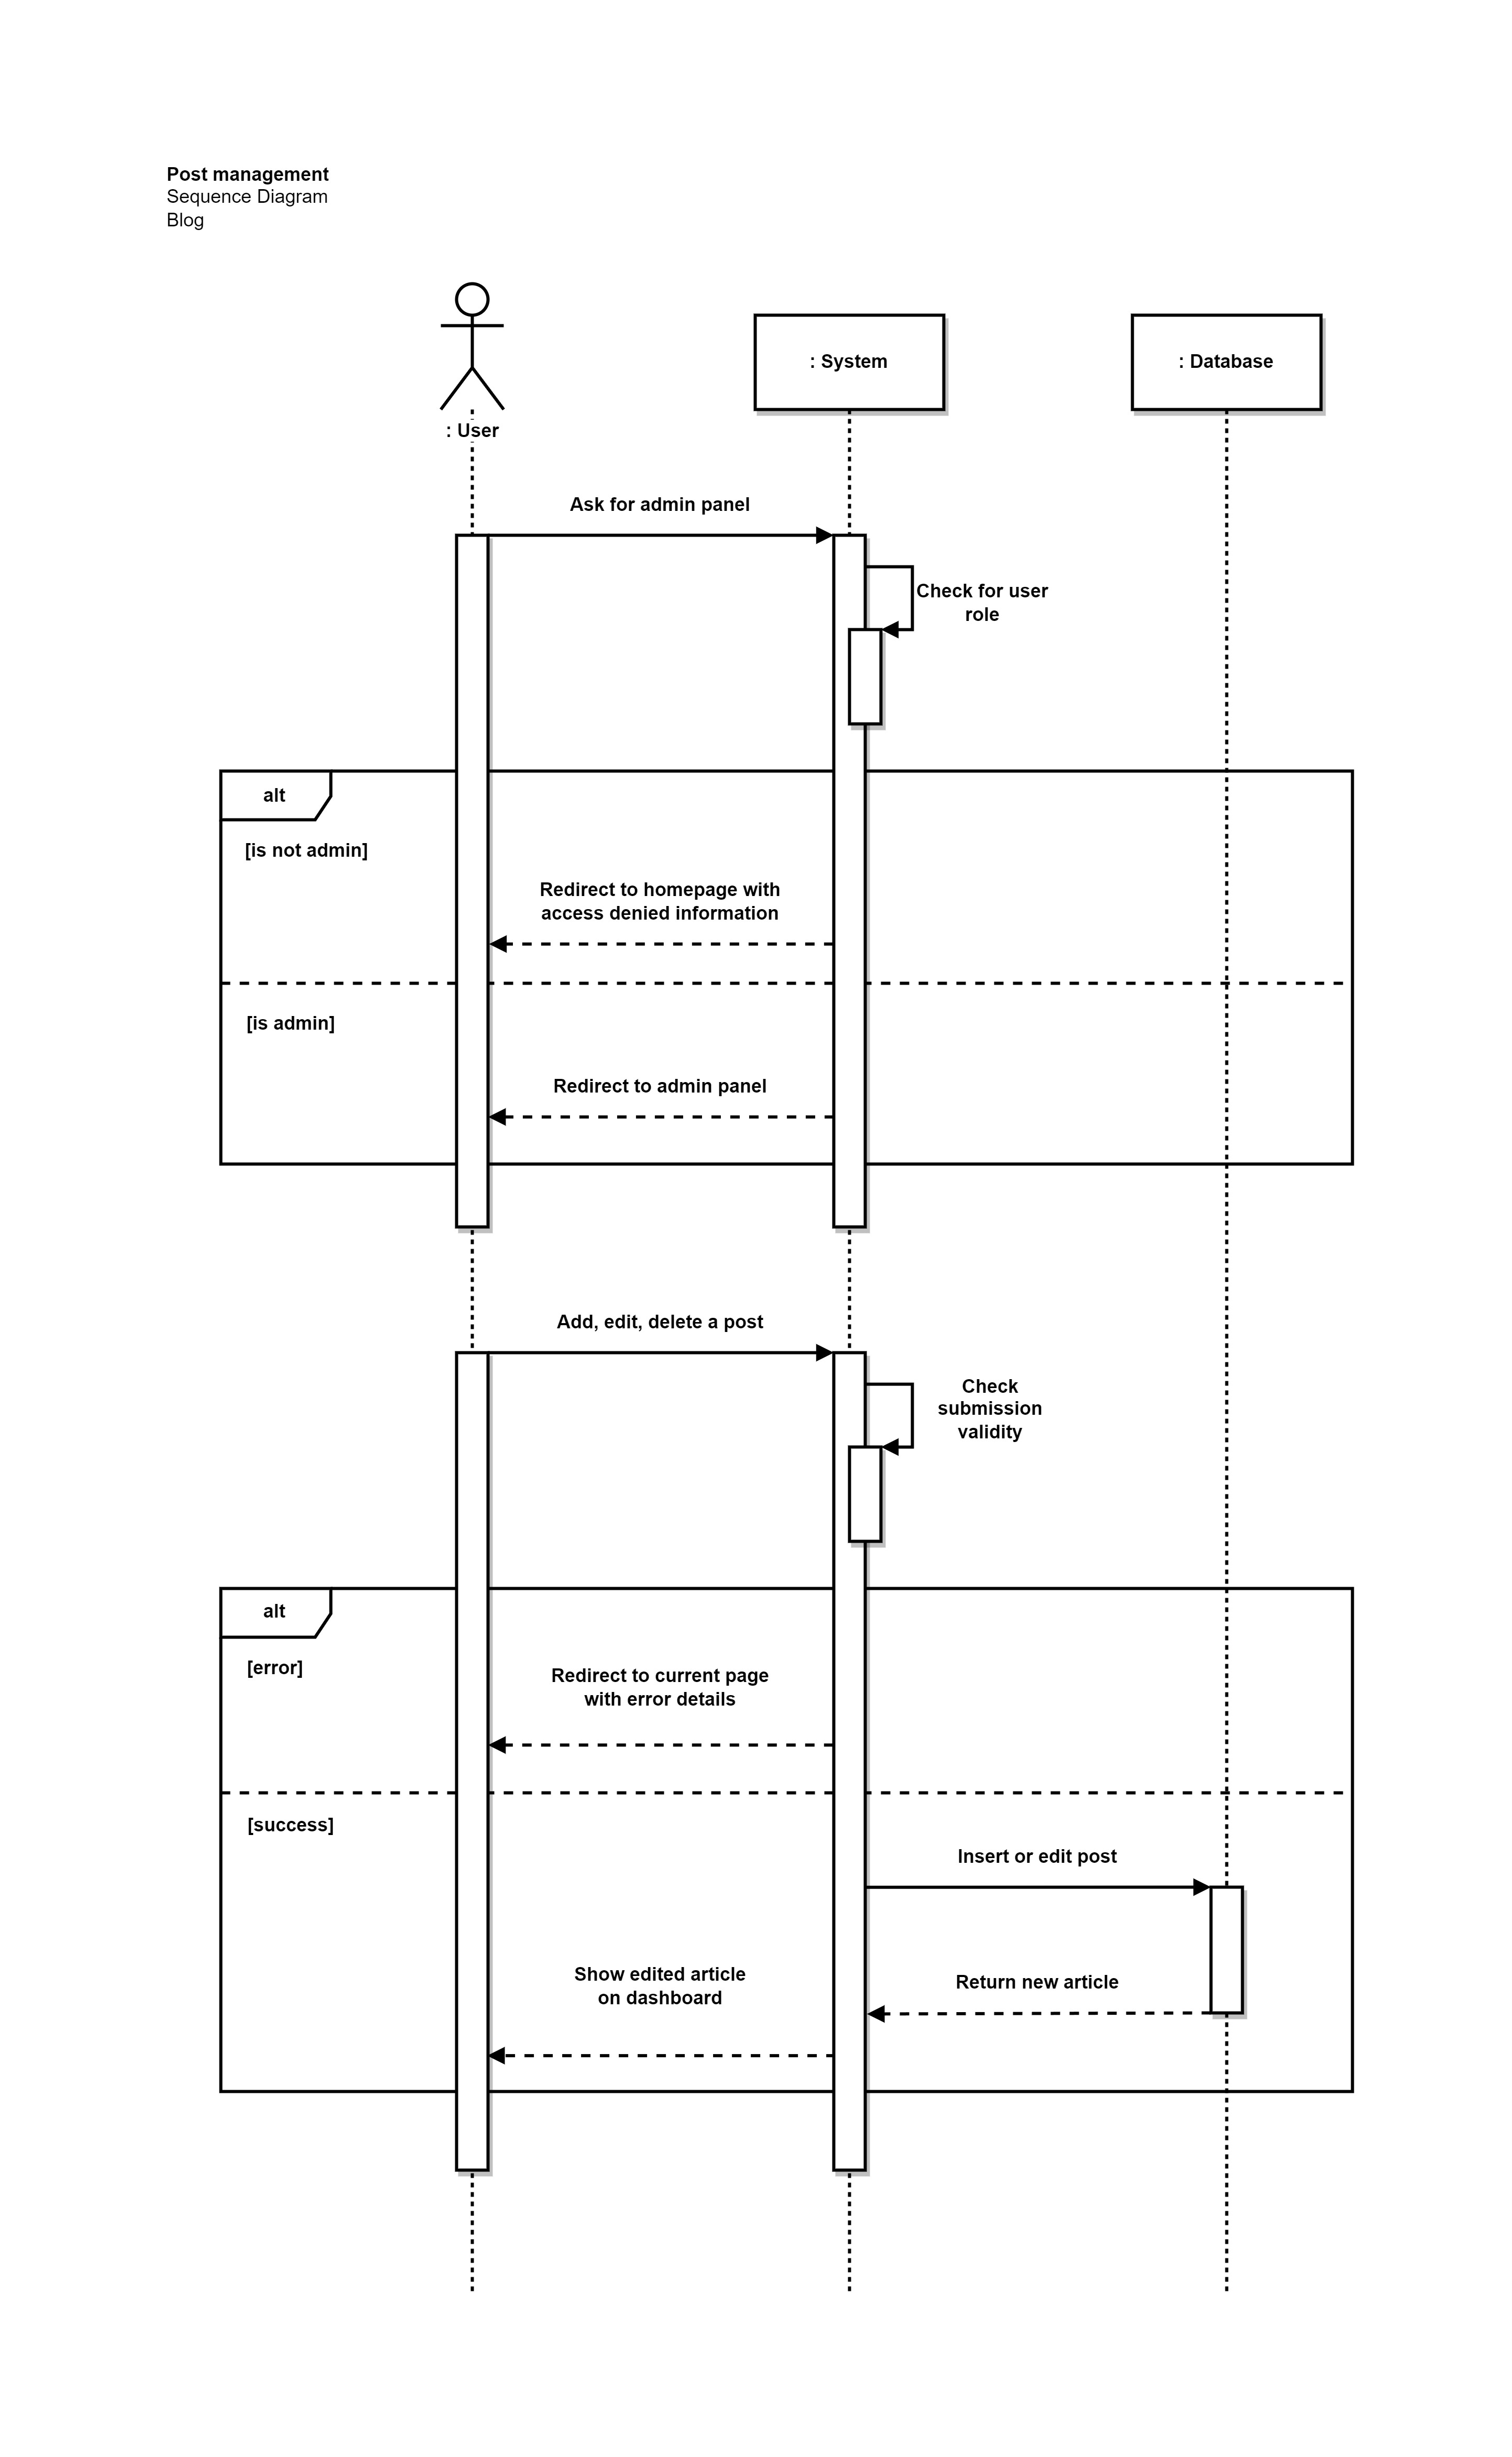 Post management
Sequence Diagram
Blog
: User
: System
: Database
Ask for admin panel
Check for user
role
alt
[is not admin]
Redirect to homepage with
access denied information
[is admin]
Redirect to admin panel
Add, edit, delete a post
Check
submission
validity
alt
[error]
Redirect to current page
with error details
[success]
Insert or edit post
Show edited article
on dashboard
Return new article